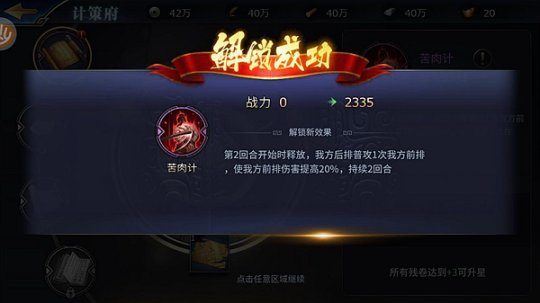 计策府
42万
40万
40万
20
解锁成功
苦肉计
战力 0 2335
解锁新效果
第2回合开始时释放，我方后排普攻1次我方前排
，使我方前排伤害提高20%，持续2回合
苦肉计
点击任意区域继续
所有残卷达到+3可升星